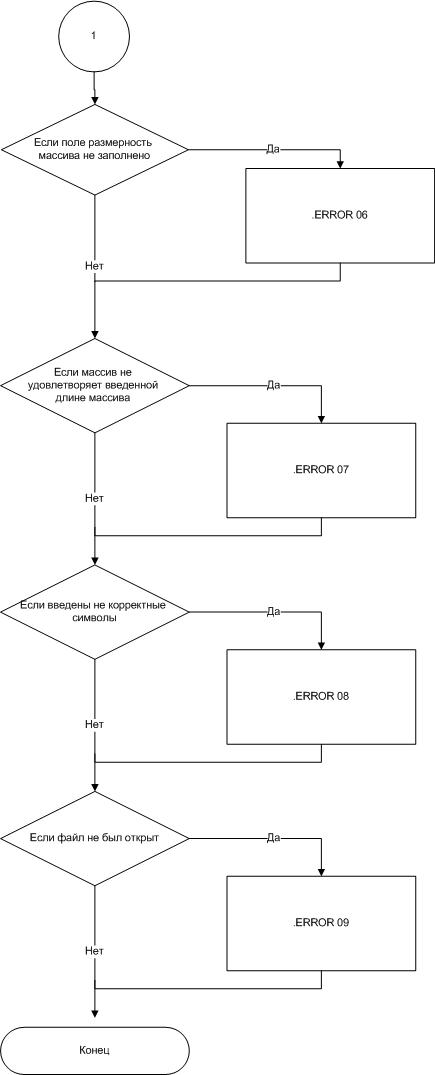 1
Если поле размерность
массива не заполнено
Да
.ERROR 06
Нет
Если массив не
удовлетворяет введенной
длине массива
Да
.ERROR 07
Нет
Если введены не корректные
символы
Да
.ERROR 08
Нет
Если файл не был открыт
Да
.ERROR 09
Нет
Конец